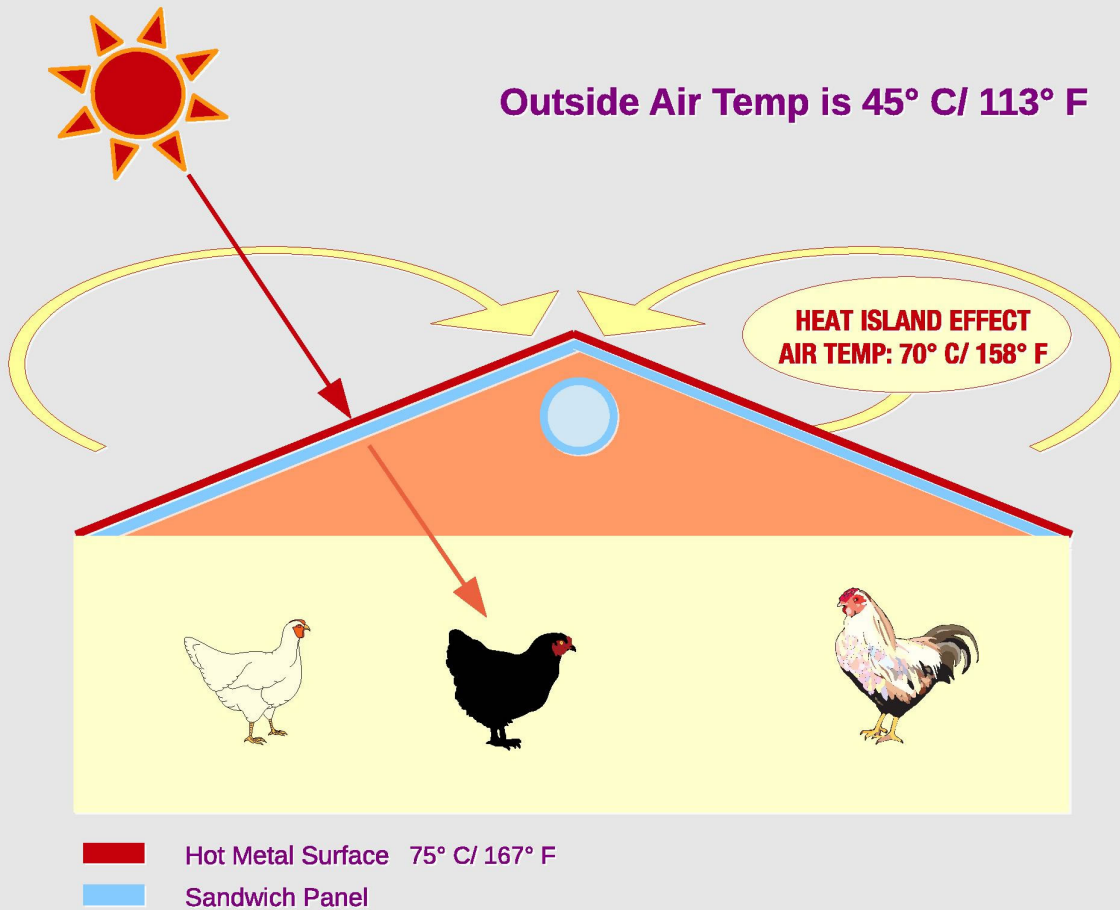 Outside Air Temp is 45° C/ 113° F
HEAT ISLAND EFFECT
AIR TEMP: 70° C/ 158° F
Hot Metal Surface 75° C/ 167° F
Sandwich Panel